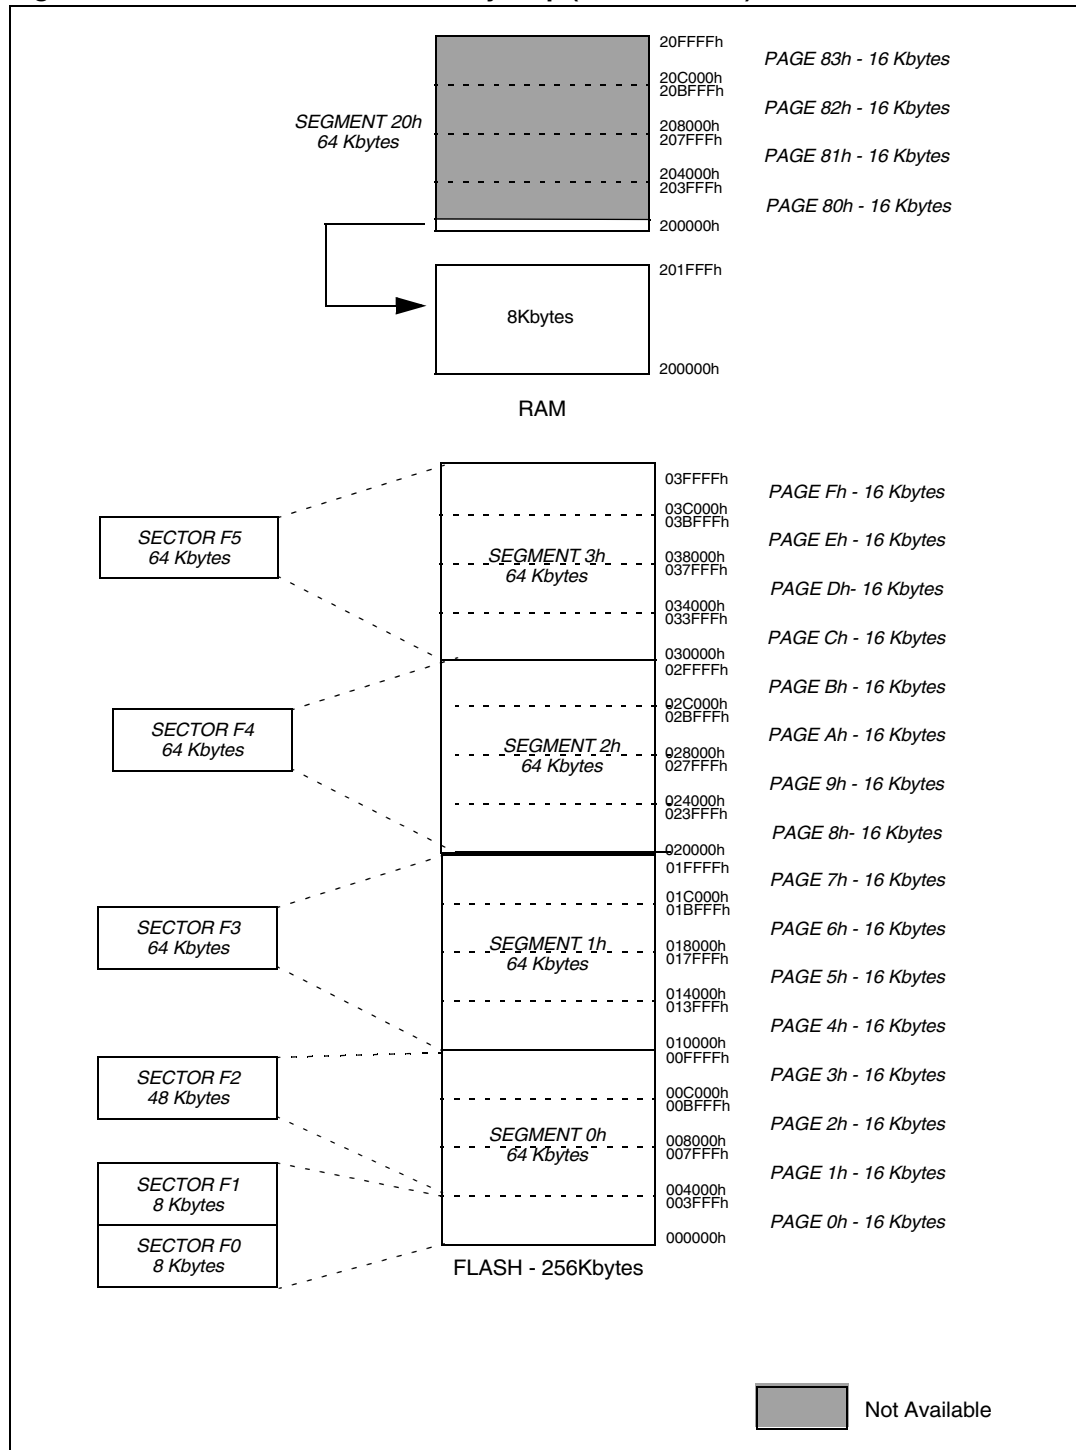 20FFFFh
PAGE 83h - 16 Kbytes
20C000h
20BFFFh
PAGE 82h - 16 Kbytes
SEGMENT 20h
64 Kbytes
208000h
207FFFh
PAGE 81h - 16 Kbytes
204000h
203FFFh
PAGE 80h - 16 Kbytes
200000h
201FFFh
8Kbytes
200000h
RAM
03FFFFh
PAGE Fh - 16 Kbytes
03C000h
03BFFFh
SECTOR F5
64 Kbytes
PAGE Eh - 16 Kbytes
SEGMENT 3h
64 Kbytes
038000h
037FFFh
PAGE Dh- 16 Kbytes
034000h
033FFFh
PAGE Ch - 16 Kbytes
030000h
02FFFFh
PAGE Bh - 16 Kbytes
02C000h
02BFFFh
SECTOR F4
64 Kbytes
PAGE Ah - 16 Kbytes
SEGMENT 2h
64 Kbytes
028000h
027FFFh
PAGE 9h - 16 Kbytes
024000h
023FFFh
PAGE 8h- 16 Kbytes
020000h
01FFFFh
PAGE 7h - 16 Kbytes
01C000h
01BFFFh
SECTOR F3
64 Kbytes
PAGE 6h - 16 Kbytes
SEGMENT 1h
64 Kbytes
018000h
017FFFh
PAGE 5h - 16 Kbytes
014000h
013FFFh
PAGE 4h - 16 Kbytes
010000h
00FFFFh
SECTOR F2
48 Kbytes
PAGE 3h - 16 Kbytes
00C000h
00BFFFh
PAGE 2h - 16 Kbytes
SEGMENT 0h
64 Kbytes
008000h
007FFFh
PAGE 1h - 16 Kbytes
SECTOR F1
8 Kbytes
004000h
003FFFh
PAGE 0h - 16 Kbytes
000000h
SECTOR F0
8 Kbytes
FLASH - 256Kbytes
Not Available